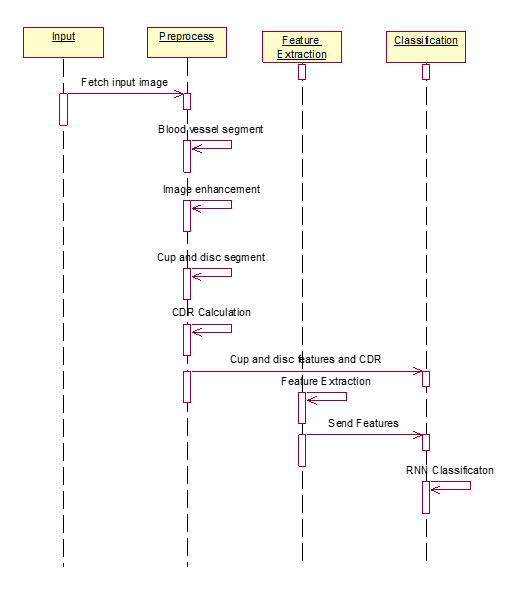 Input
Preprocess
Feature
Extraction
Classification
Fetch input image
Blood vessel segment
Image enhancement
Cup and disc segment
CDR Calculation
Cup and disc features and CDR
Feature Extraction
Send Features
RNN Classificaton